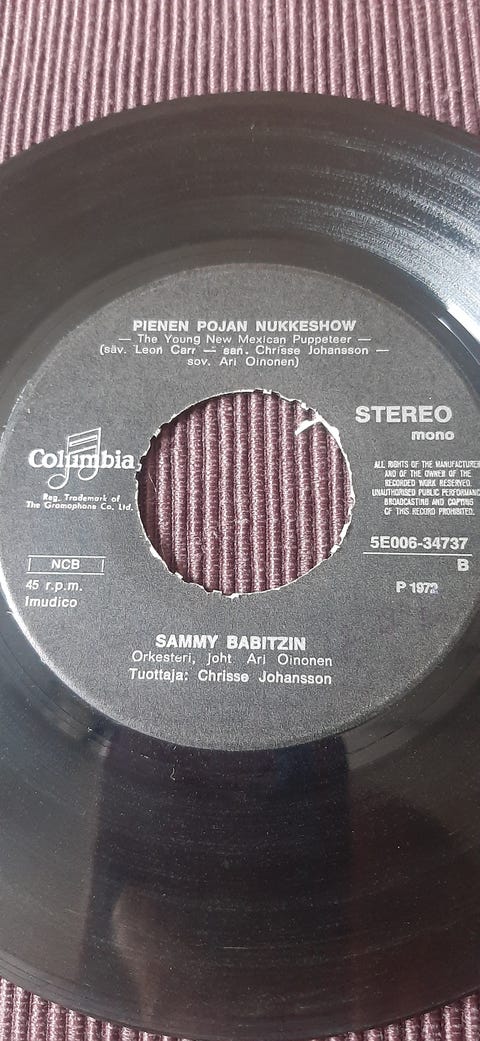 PIENEN POJAN NUKKESHOW
— The Young New Mexican Puppeteer —
(säv. Leon Carr — san. Chrisse Johansson —
sov. Ari Oinonen)
STEREO
mono
Columbia
Reg. Trademark of
The Gramophone Co. Ltd.
ALL RIGHTS OF THE MANUFACTURER
AND OF THE OWNER OF THE
RECORDED WORK RESERVED.
UNAUTHORISED PUBLIC PERFORMANC
BROADCASTING AND COPYING
OF THIS RECORD PROHIBITED.
5E006-34737
B
NCB
45 r.p.m.
Imudico
P 1972
SAMMY BABITZIN
Orkesteri, joht Ari Oinonen
Tuottaja: Chrisse Johansson